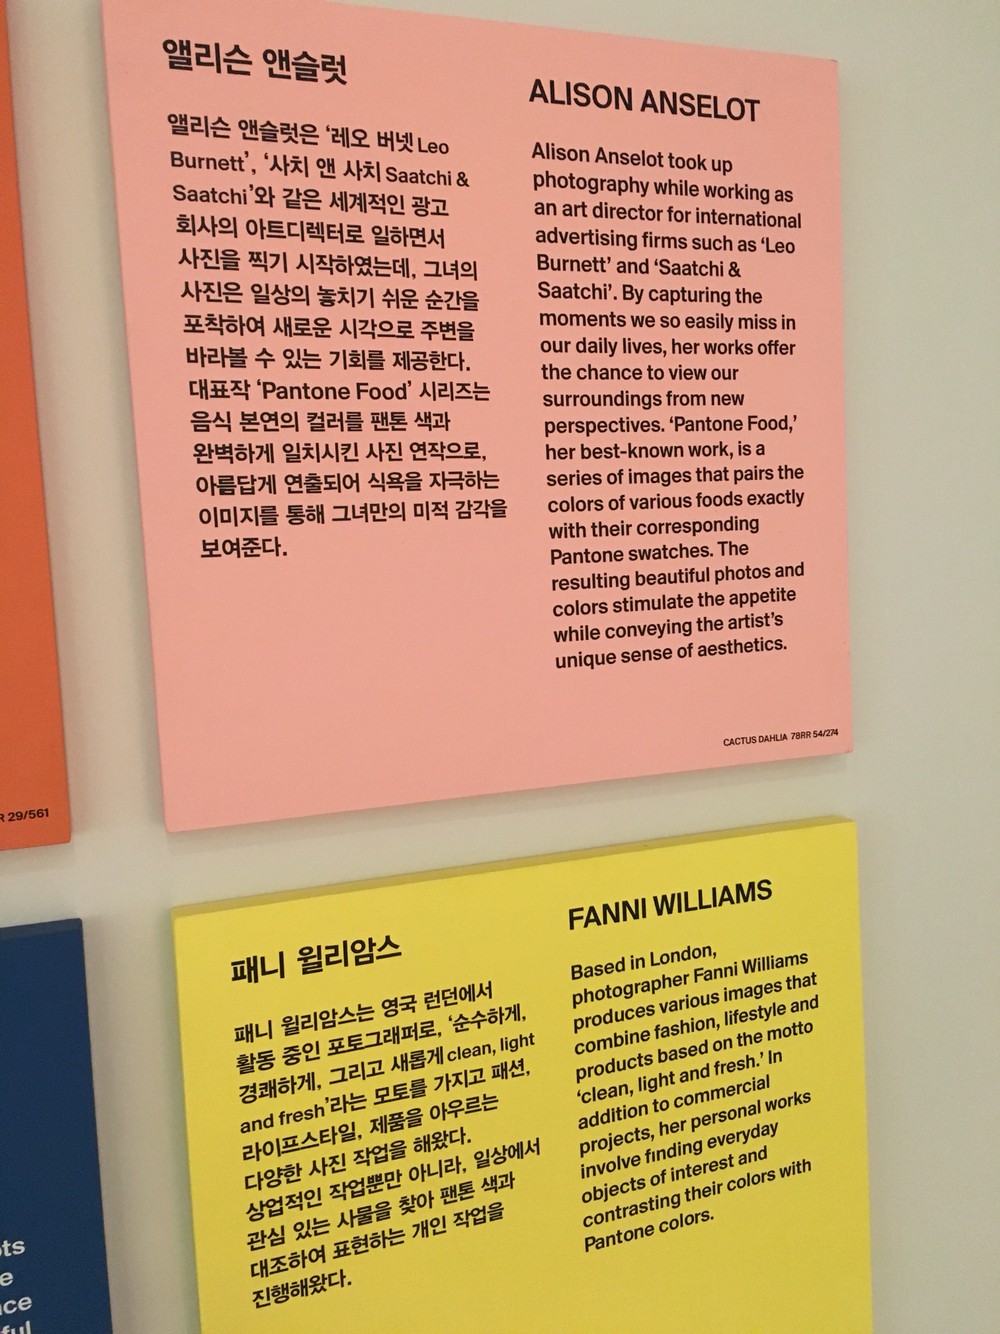 앨리슨 앤슬럿
앨리슨 앤슬럿은 ‘레오 버넷 Leo
Burnett’, ‘사치 앤 사치 Saatchi &
Saatchi’와 같은 세계적인 광고
회사의 아트디렉터로 일하면서
사진을 찍기 시작하였는데, 그녀의
사진은 일상의 놓치기 쉬운 순간을
포착하여 새로운 시각으로 주변을
바라볼 수 있는 기회를 제공한다.
대표작 ‘Pantone Food’ 시리즈는
음식 본연의 컬러를 팬톤 색과
완벽하게 일치시킨 사진 연작으로,
아름답게 연출되어 식욕을 자극하는
이미지를 통해 그녀만의 미적 감각을
보여준다.
ALISON ANSELOT
Alison Anselot took up
photography while working as
an art director for international
advertising firms such as ‘Leo
Burnett’ and ‘Saatchi &
Saatchi’. By capturing the
moments we so easily miss in
our daily lives, her works offer
the chance to view our
surroundings from new
perspectives. ‘Pantone Food,’
her best-known work, is a
series of images that pairs the
colors of various foods exactly
with their corresponding
Pantone swatches. The
resulting beautiful photos and
colors stimulate the appetite
while conveying the artist’s
unique sense of aesthetics.
CACTUS DAHLIA 78RR 54/274
R 29/561
패니 윌리암스
패니 윌리암스는 영국 런던에서
활동 중인 포토그래퍼로, ‘순수하게,
경쾌하게, 그리고 새롭게 clean, light
and fresh’라는 모토를 가지고 패션,
라이프스타일, 제품을 아우르는
다양한 사진 작업을 해왔다.
상업적인 작업뿐만 아니라, 일상에서
관심 있는 사물을 찾아 팬톤 색과
대조하여 표현하는 개인 작업을
진행해왔다.
FANNI WILLIAMS
Based in London,
photographer Fanni Williams
produces various images that
combine fashion, lifestyle and
products based on the motto
‘clean, light and fresh.’ In
addition to commercial
projects, her personal works
involve finding everyday
objects of interest and
contrasting their colors with
Pantone colors.